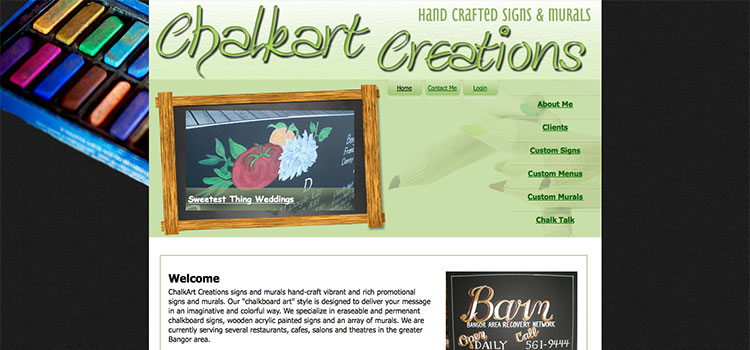 Chalkart Creations
HAND CRAFTED SIGNS & MURALS
Home
Contact Me
Login
About Me
Clients
Custom Signs
Custom Menus
Custom Murals
Chalk Talk
Sweetest Thing Weddings
Welcome
ChalkArt Creations signs and murals hand-craft vibrant and rich promotional
signs and murals. Our "chalkboard art" style is designed to deliver your message
in an imaginative and colorful way. We specialize in eraseable and permenant
chalkboard signs, wooden acrylic painted signs and an array of murals. We are
currently serving several restaurants, cafes, salons and theatres in the greater
Bangor area.
Barn
BANGOR AREA RECOVERY NETWORK
Open Call
DAILY 561-9444